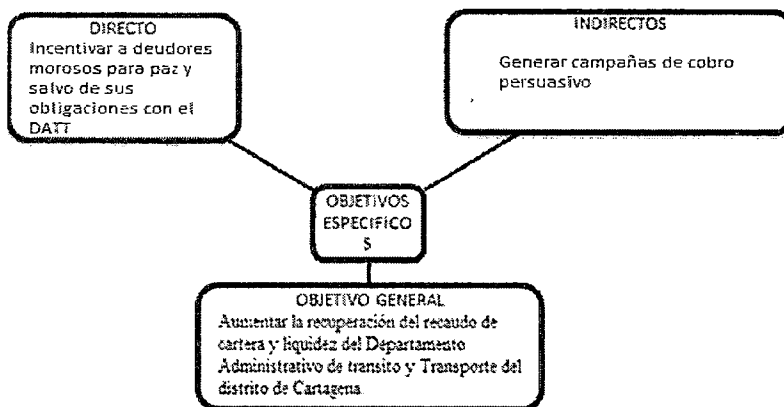 DIRECTO
Incentivar a deudores
morosos para paz y
salvo de sus
obligaciones con el
DATT
INDIRECTOS
Generar campañas de cobro
persuasivo
OBJETIVOS
ESPECIFICO
S
OBJETIVO GENERAL
Aumentar la recuperación del recaudo de
cartera y liquidez del Departamento
Administrativo de transito y Transporte del
distrito de Cartagena